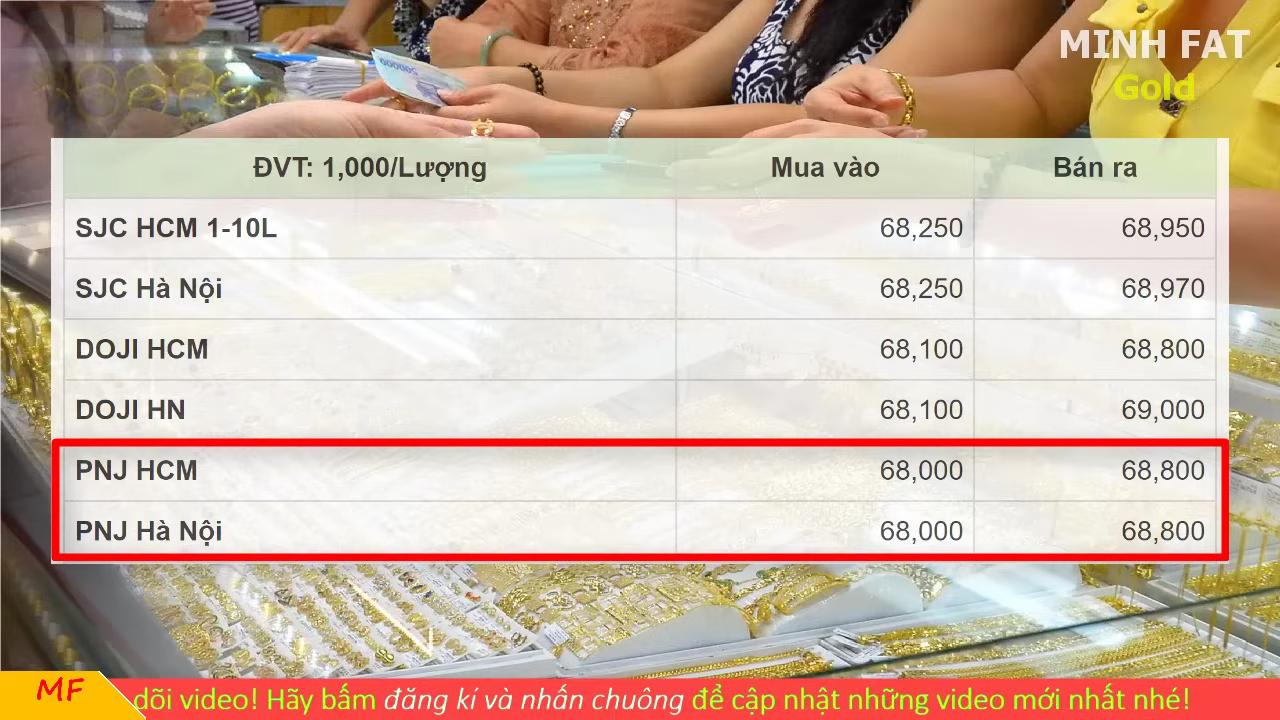 MINH FAT
Gold
ĐVT: 1,000/Lượng Mua vào Bán ra
SJC HCM 1-10L 68,250 68,950
SJC Hà Nội 68,250 68,970
DOJI HCM 68,100 68,800
DOJI HN 68,100 69,000
PNJ HCM 68,000 68,800
PNJ Hà Nội 68,000 68,800
MF dõi video! Hãy bấm đăng kí và nhấn chuông để cập nhật những video mới nhất nhé!